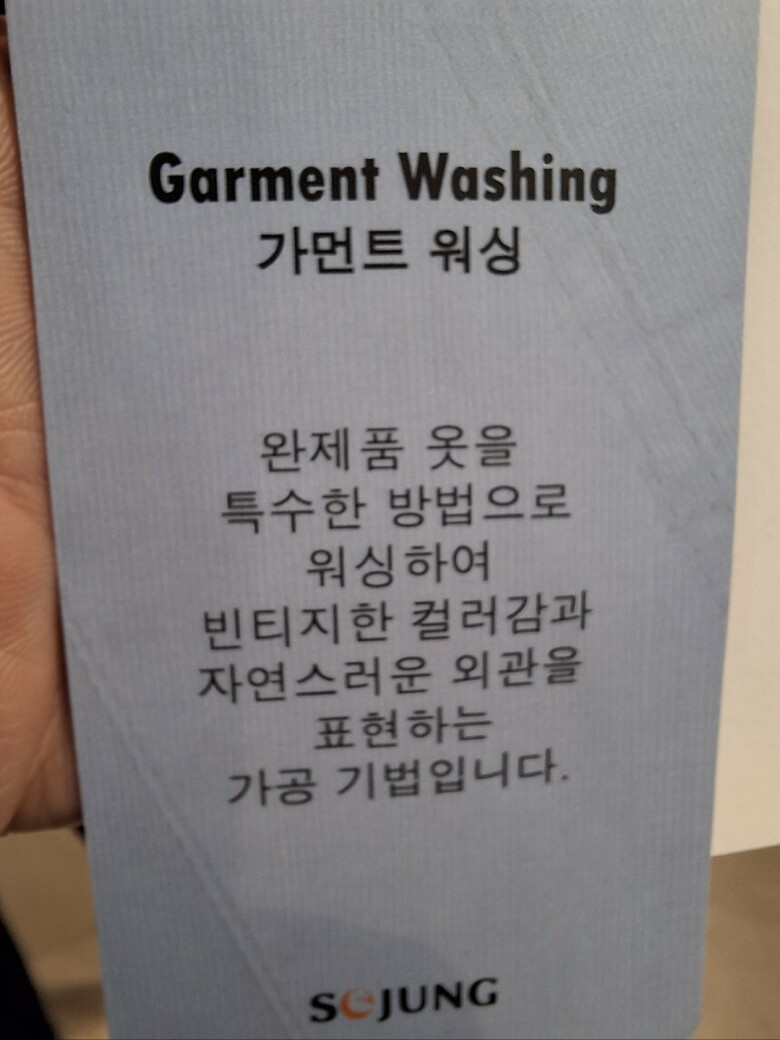 Garment Washing
가먼트 워싱
완제품 옷을
특수한 방법으로
워싱하여
빈티지한 컬러감과
자연스러운 외관을
표현하는
가공 기법입니다.
SeJUNG